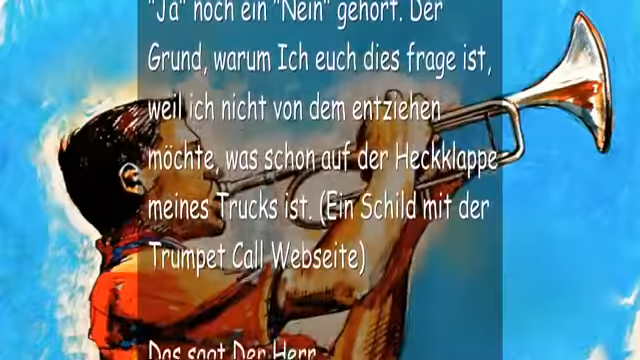 "Ja" noch ein "Nein" gehört. Der
Grund, warum Ich euch dies frage ist,
weil ich nicht von dem entziehen
möchte, was schon auf der Heckklappe
meines Trucks ist. (Ein Schild mit der
Trumpet Call Webseite)
Das sagt Der Herr